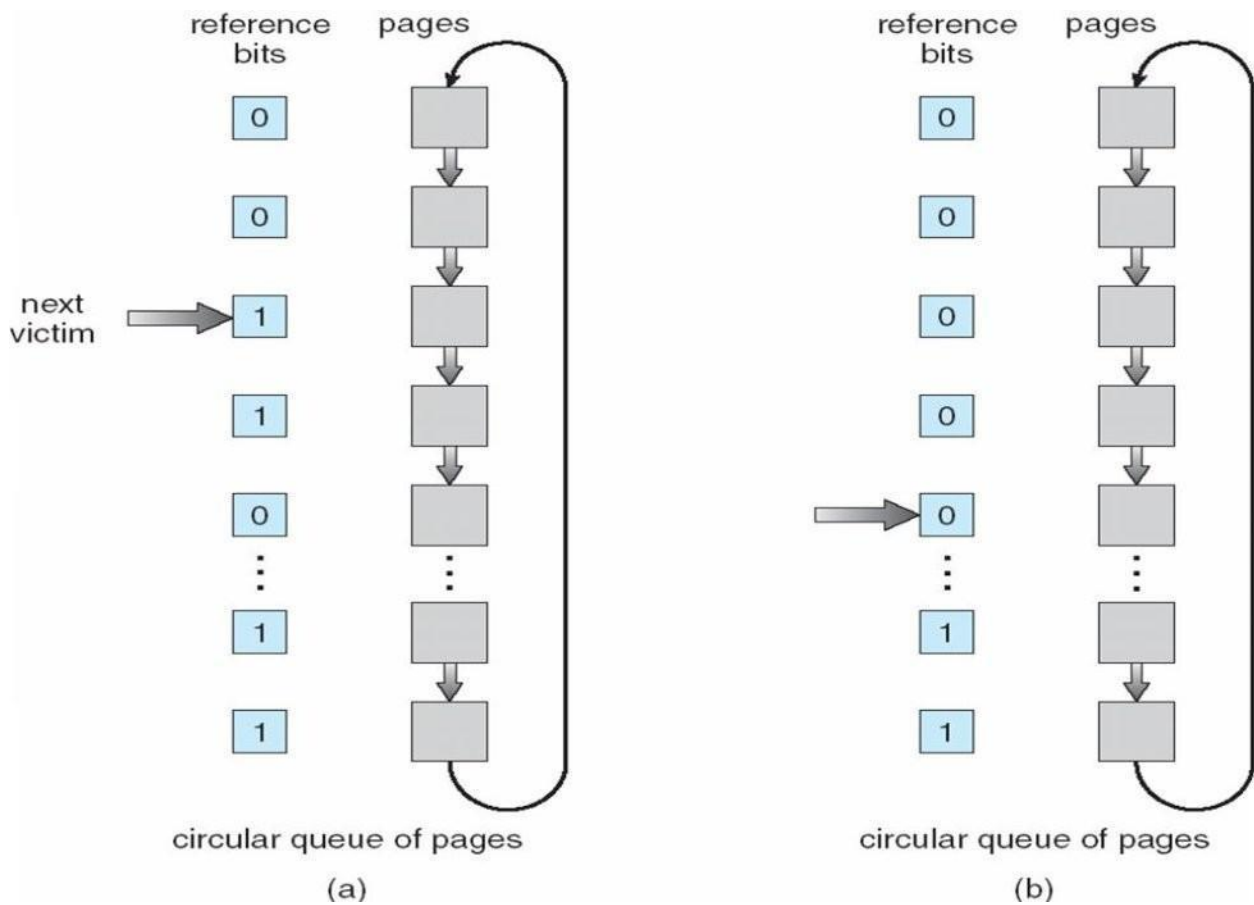 reference
bits
pages
0
0
next
victim
1
1
0
1
1
circular queue of pages
(a)
reference
bits
pages
0
0
0
0
0
1
1
circular queue of pages
(b)